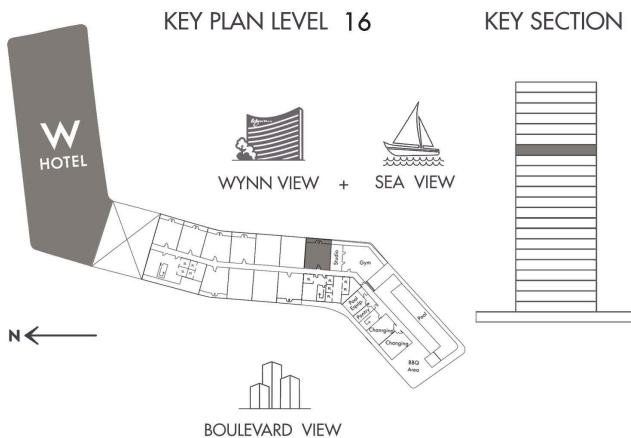 KEY PLAN LEVEL 16
KEY SECTION
W
HOTEL
WYNN VIEW + SEA VIEW
Studio
Gym
Pool
Equip.
Pantry
Pool
Changing
Changing
BBQ
Area
N
BOULEVARD VIEW